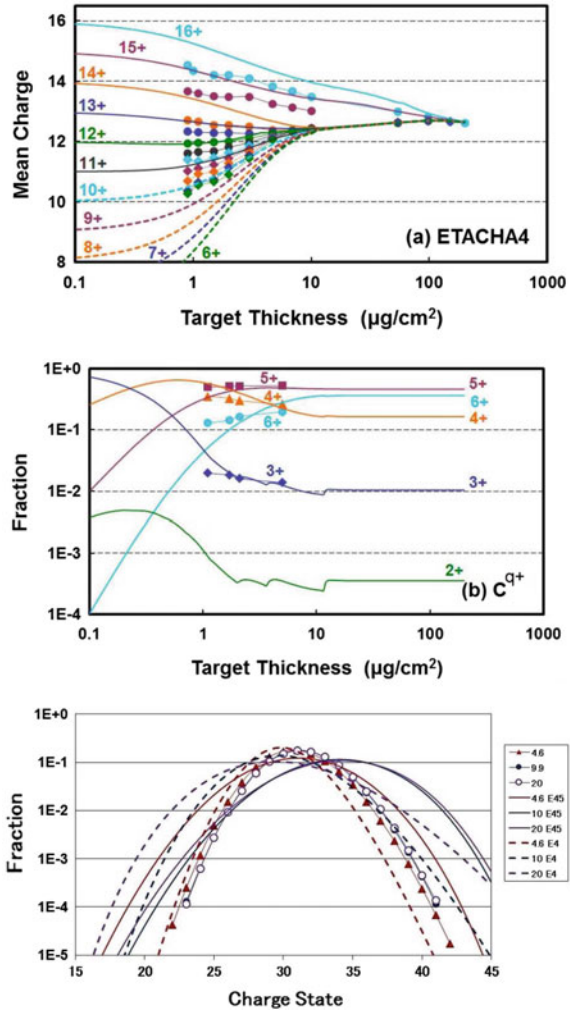 16
14
12
10
8
Mean Charge
16+
15+
14+
13+
12+
11+
10+
9+
8+
7+
6+
(a) ETACHA4
0.1 1 10 100 1000
Target Thickness (µg/cm²)
1E+0
1E-1
1E-2
1E-3
1E-4
Fraction
5+
4+
6+
3+
5+
6+
4+
3+
2+
(b) C^q+
0.1 1 10 100 1000
Target Thickness (µg/cm²)
1E+0
1E-1
1E-2
1E-3
1E-4
1E-5
Fraction
15 20 25 30 35 40 45
Charge State
4.6
9.9
20
4.6 E45
10 E45
20 E45
4.6 E4
10 E4
20 E4